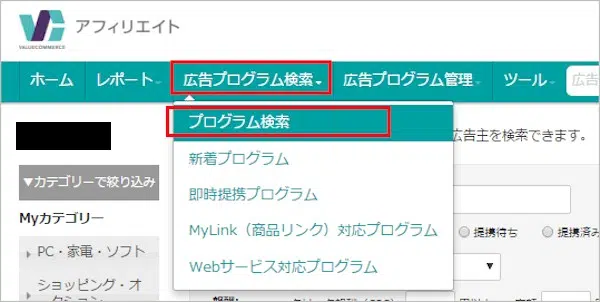 VC アフィリエイト
VALUECOMMERCE
ホーム レポート 広告プログラム検索 広告プログラム管理 ツール 広告
プログラム検索
広告主を検索できます。
新着プログラム
▼カテゴリーで絞り込み
即時提携プログラム
Myカテゴリー
MyLink（商品リンク）対応プログラム
提携待ち 提携済み
PC・家電・ソフト
Webサービス対応プログラム
ショッピング・オ
クション